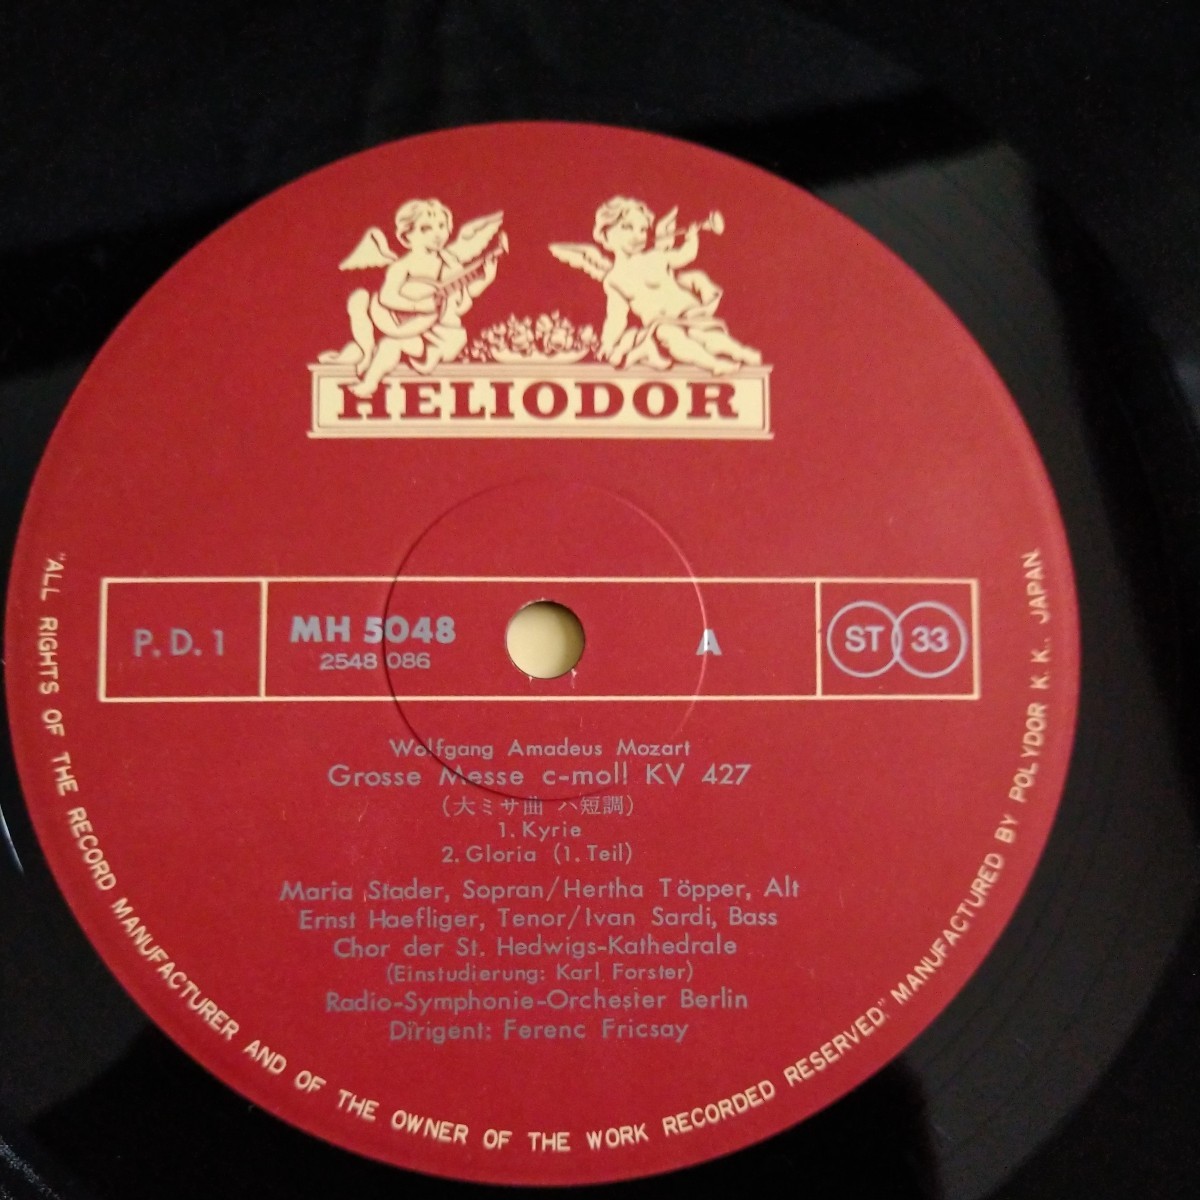 HELIODOR
P. D. 1
MH 5048
2548 086
A
ST 33
Wolfgang Amadeus Mozart
Grosse Messe c-moll KV 427
(大ミサ曲 ハ短調)
1. Kyrie
2. Gloria (1. Teil)
Maria Stader, Sopran/Hertha Töpper, Alt
Ernst Haefliger, Tenor/Ivan Sardi, Bass
Chor der St. Hedwigs-Kathedrale
(Einstudierung: Karl Forster)
Radio-Symphonie-Orchester Berlin
Dirigent: Ferenc Fricsay
"ALL RIGHTS OF THE RECORD MANUFACTURER AND OF THE OWNER OF THE WORK RECORDED RESERVED." MANUFACTURED BY POLYDOR K. K., JAPAN